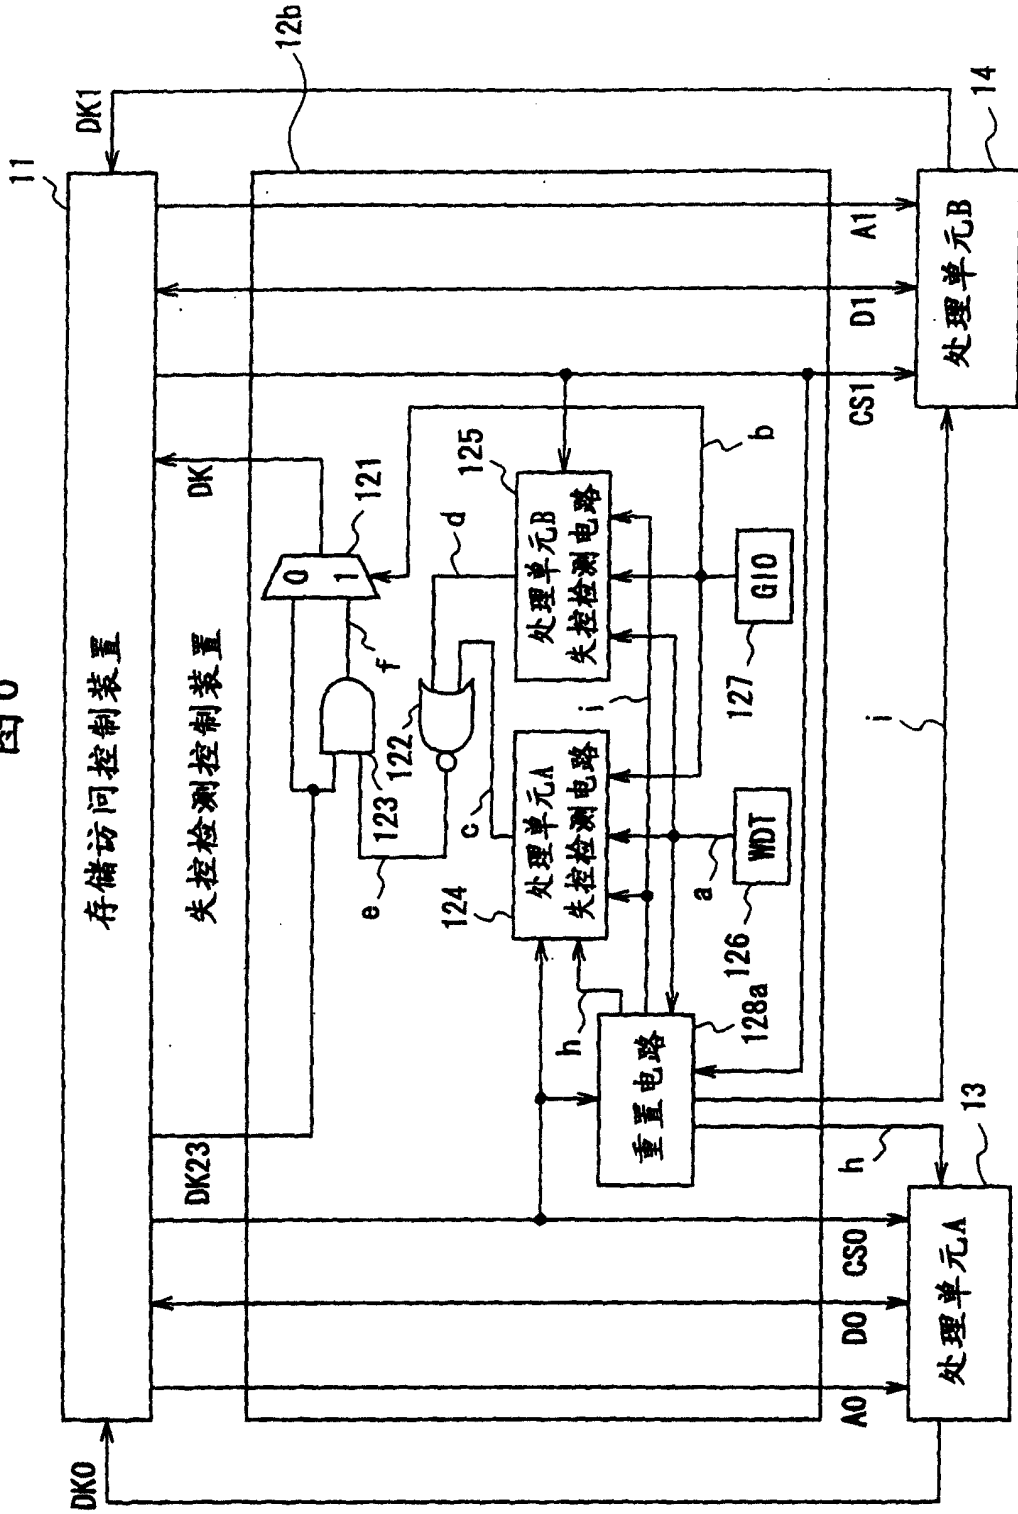 图6
11
存储访问控制装置
DK0
DK1
DK23
DK
12b
失控检测控制装置
0
1
121
f
123
122
e
d
c
125
处理单元B
失控检测电路
124
处理单元A
失控检测电路
h
i
b
重置电路
128a
a
WDT
126
GIO
127
A0
D0
CS0
h
i
CS1
D1
A1
处理单元A
13
处理单元B
14